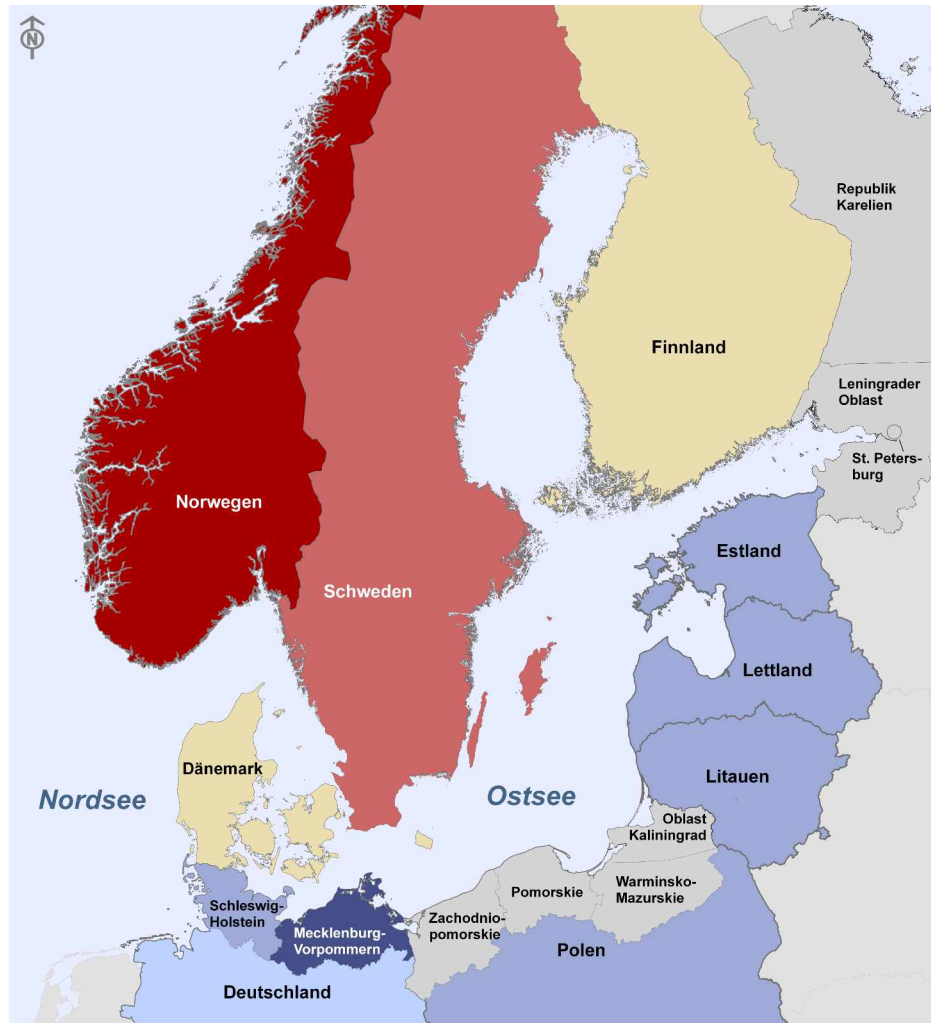 N
Republik
Karelien
Finnland
Leningrader
Oblast
St. Peters-
burg
Norwegen
Estland
Schweden
Lettland
Dänemark
Litauen
Nordsee
Ostsee
Oblast
Kaliningrad
Pomorskie
Warminsko-
Mazurskie
Schleswig-
Holstein
Zachodnio-
pomorskie
Mecklenburg-
Vorpommern
Polen
Deutschland